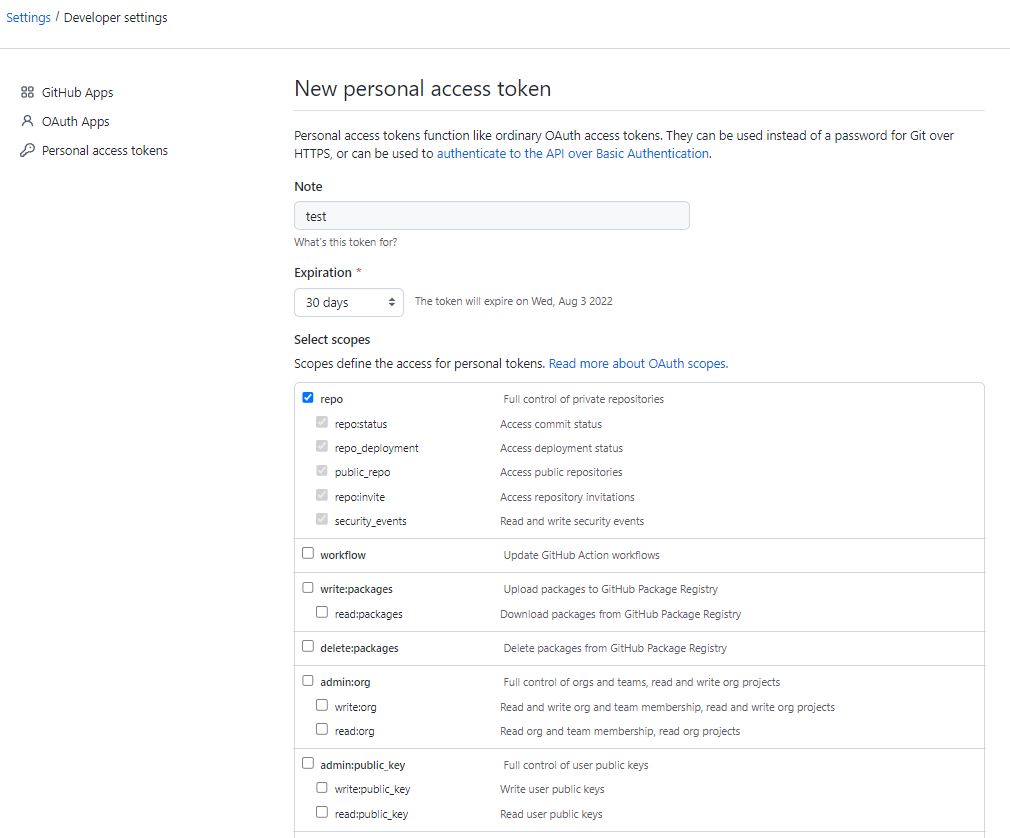 Settings / Developer settings
GitHub Apps
OAuth Apps
Personal access tokens
New personal access token
Personal access tokens function like ordinary OAuth access tokens. They can be used instead of a password for Git over
HTTPS, or can be used to authenticate to the API over Basic Authentication.
Note
test
What's this token for?
Expiration *
30 days The token will expire on Wed, Aug 3 2022
Select scopes
Scopes define the access for personal tokens. Read more about OAuth scopes.
repo Full control of private repositories
repo:status Access commit status
repo_deployment Access deployment status
public_repo Access public repositories
repo:invite Access repository invitations
security_events Read and write security events
workflow Update GitHub Action workflows
write:packages Upload packages to GitHub Package Registry
read:packages Download packages from GitHub Package Registry
delete:packages Delete packages from GitHub Package Registry
admin:org Full control of orgs and teams, read and write org projects
write:org Read and write org and team membership, read and write org projects
read:org Read org and team membership, read org projects
admin:public_key Full control of user public keys
write:public_key Write user public keys
read:public_key Read user public keys